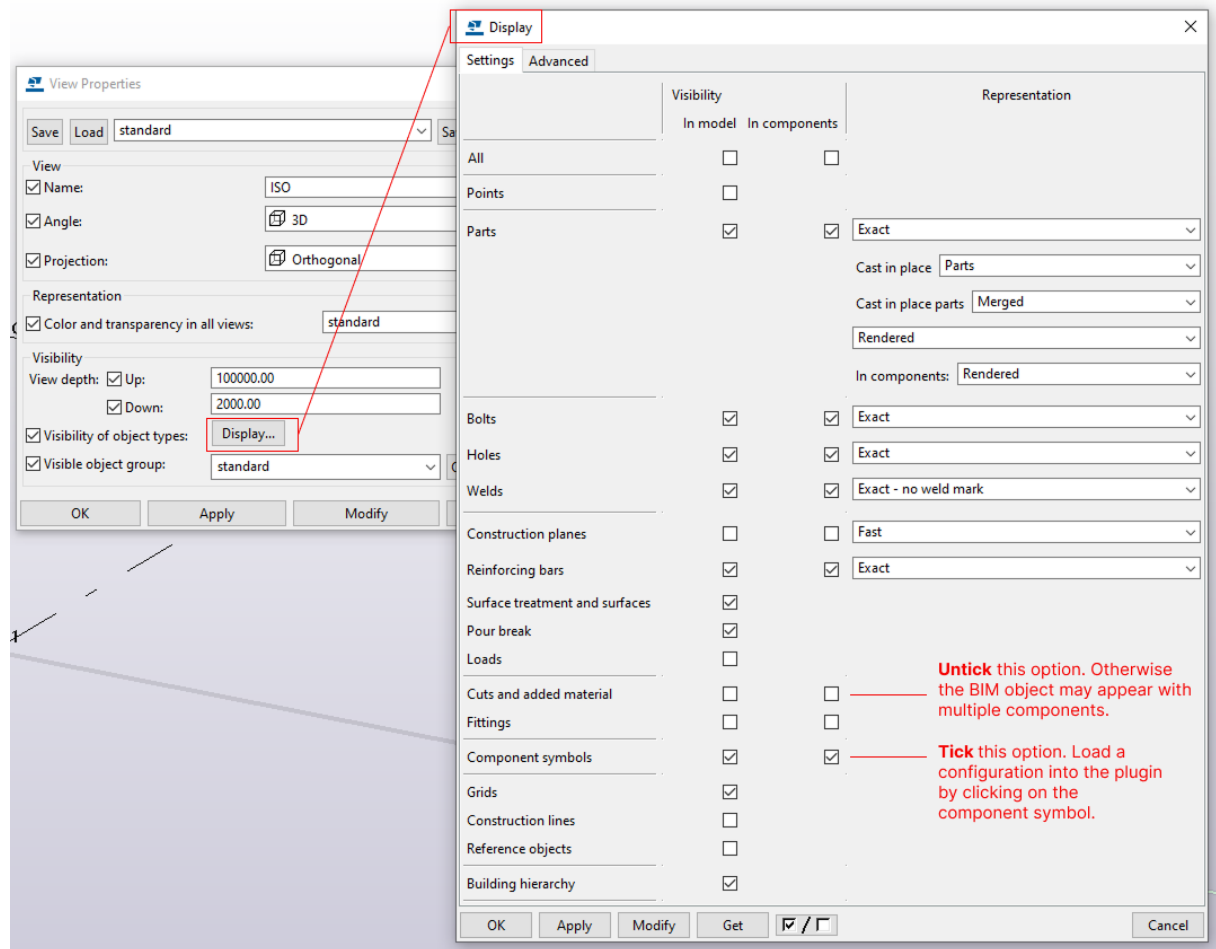 View Properties
Save Load standard Sa
View
Name: ISO
Angle: 3D
Projection: Orthogonal
Representation
Color and transparency in all views: standard
Visibility
View depth: Up: 100000.00
Down: 2000.00
Visibility of object types: Display...
Visible object group: standard
OK Apply Modify
1
Display
Settings Advanced
Visibility Representation
In model In components
All
Points
Parts Exact
Cast in place Parts
Cast in place parts Merged
Rendered
In components: Rendered
Bolts Exact
Holes Exact
Welds Exact - no weld mark
Construction planes Fast
Reinforcing bars Exact
Surface treatment and surfaces
Pour break
Loads
Cuts and added material
Fittings
Untick this option. Otherwise
the BIM object may appear with
multiple components.
Component symbols
Tick this option. Load a
configuration into the plugin
by clicking on the
component symbol.
Grids
Construction lines
Reference objects
Building hierarchy
OK Apply Modify Get / Cancel